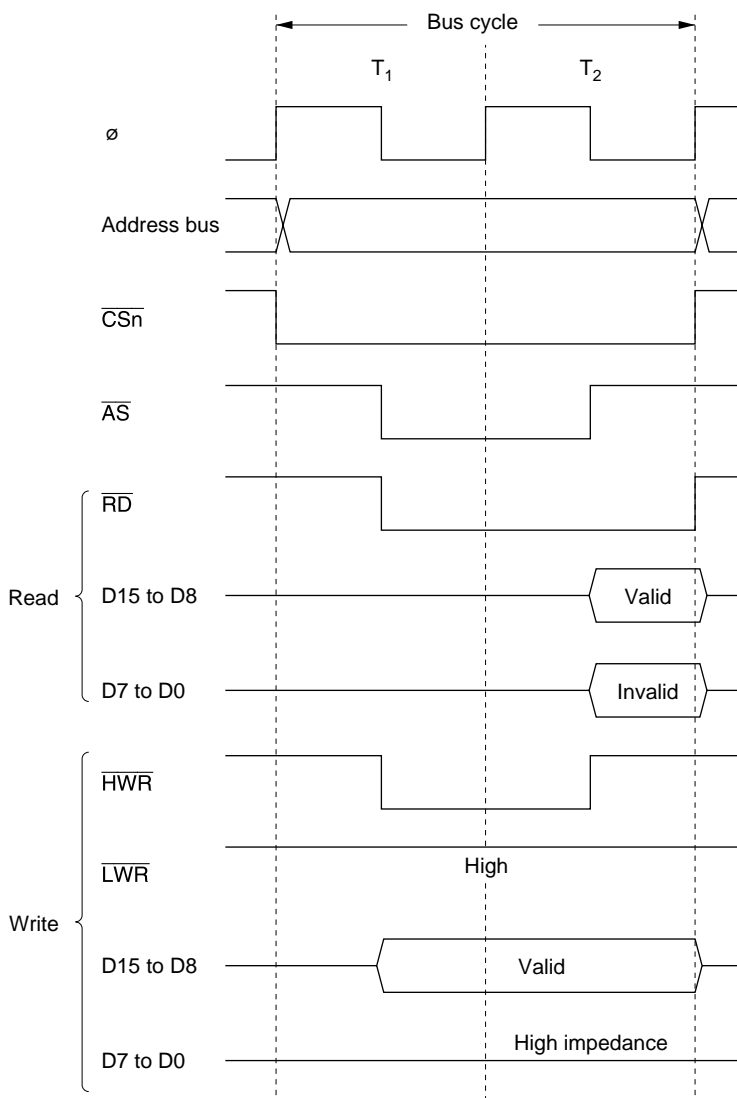 Bus cycle
T1 T2
ø
Address bus
CSn
AS
RD
Read
D15 to D8 Valid
D7 to D0 Invalid
HWR
LWR High
Write
D15 to D8 Valid
D7 to D0 High impedance